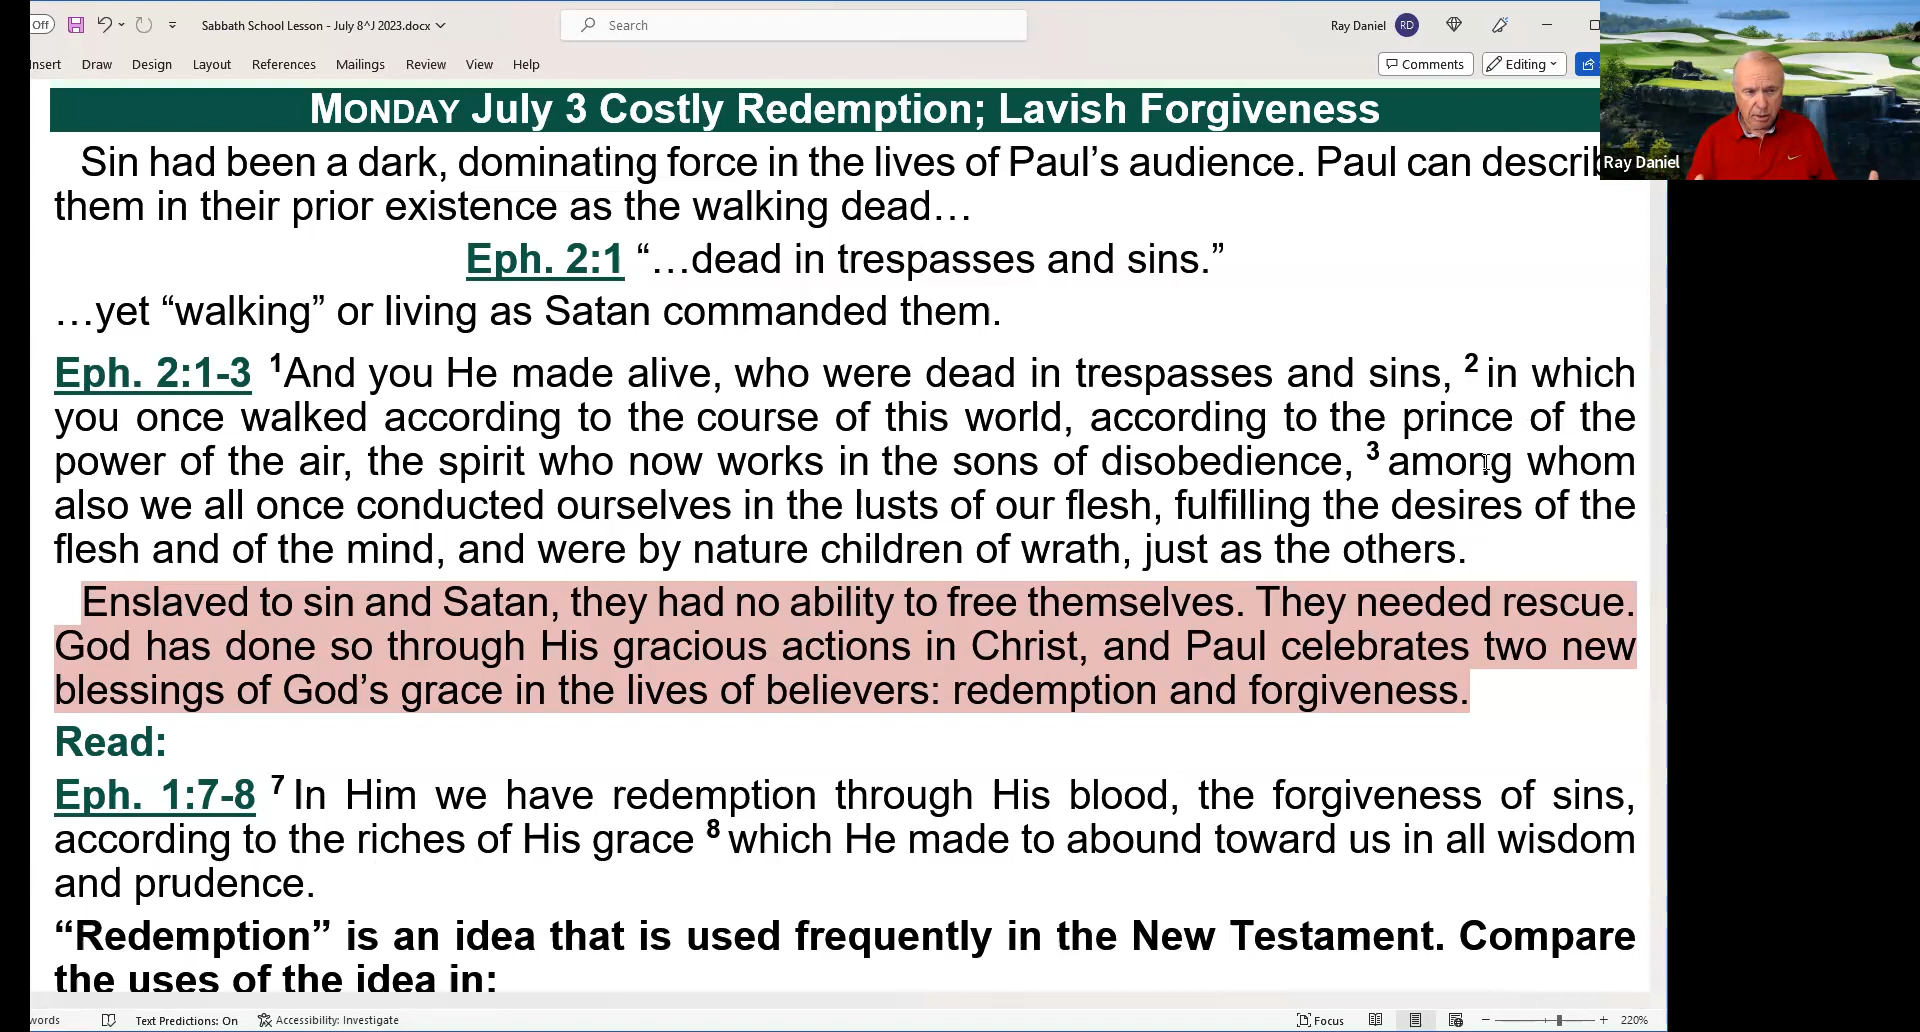 Off
Sabbath School Lesson - July 8^J 2023.docx
Search
Ray Daniel RD
nsert Draw Design Layout References Mailings Review View Help
Comments Editing
MONDAY July 3 Costly Redemption; Lavish Forgiveness
Sin had been a dark, dominating force in the lives of Paul’s audience. Paul can describ
Ray Daniel
them in their prior existence as the walking dead…
Eph. 2:1 “…dead in trespasses and sins.”
…yet “walking” or living as Satan commanded them.
Eph. 2:1-3 1And you He made alive, who were dead in trespasses and sins, 2 in which
you once walked according to the course of this world, according to the prince of the
power of the air, the spirit who now works in the sons of disobedience, 3 among whom
also we all once conducted ourselves in the lusts of our flesh, fulfilling the desires of the
flesh and of the mind, and were by nature children of wrath, just as the others.
Enslaved to sin and Satan, they had no ability to free themselves. They needed rescue.
God has done so through His gracious actions in Christ, and Paul celebrates two new
blessings of God’s grace in the lives of believers: redemption and forgiveness.
Read:
Eph. 1:7-8 7 In Him we have redemption through His blood, the forgiveness of sins,
according to the riches of His grace 8 which He made to abound toward us in all wisdom
and prudence.
“Redemption” is an idea that is used frequently in the New Testament. Compare
the uses of the idea in:
words Text Predictions: On Accessibility: Investigate Focus 220%